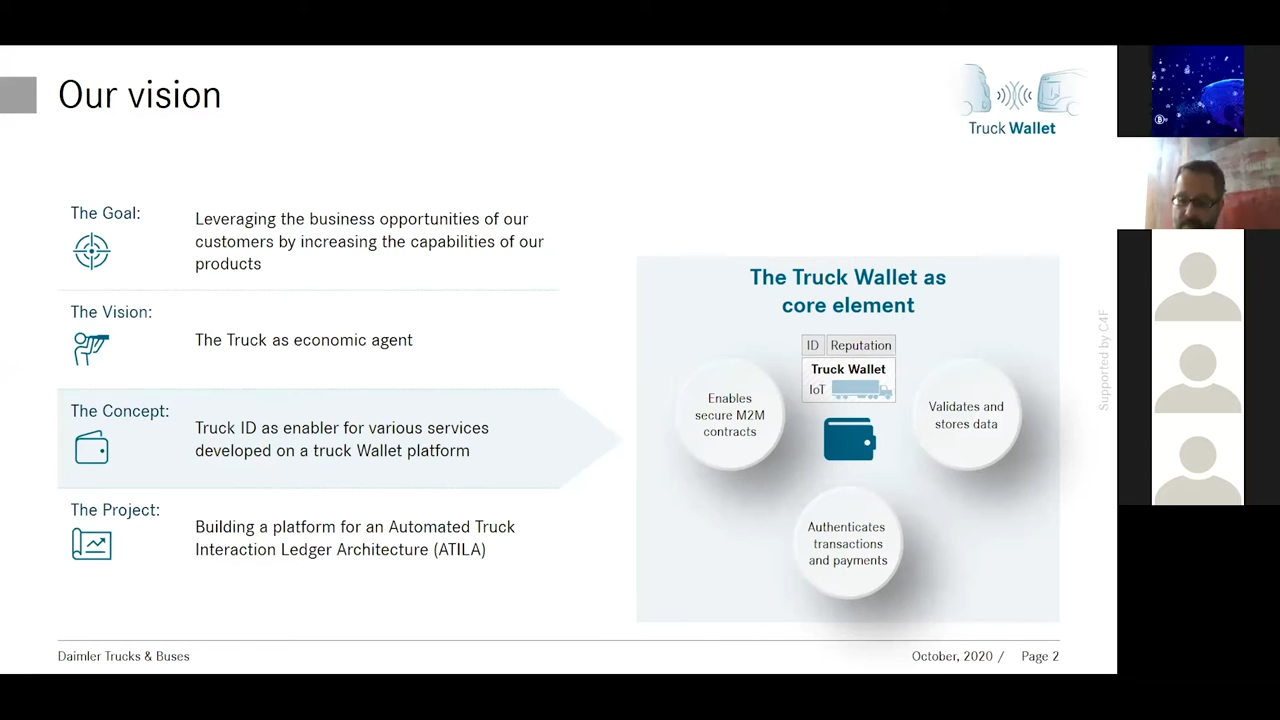 Our vision
Truck Wallet
The Goal:
Leveraging the business opportunities of our
customers by increasing the capabilities of our
products
The Vision:
The Truck as economic agent
The Concept:
Truck ID as enabler for various services
developed on a truck Wallet platform
The Project:
Building a platform for an Automated Truck
Interaction Ledger Architecture (ATILA)
The Truck Wallet as
core element
ID
Reputation
Truck Wallet
IoT
Enables
secure M2M
contracts
Validates and
stores data
Authenticates
transactions
and payments
Supported by C4F
Daimler Trucks & Buses
October, 2020 / Page 2